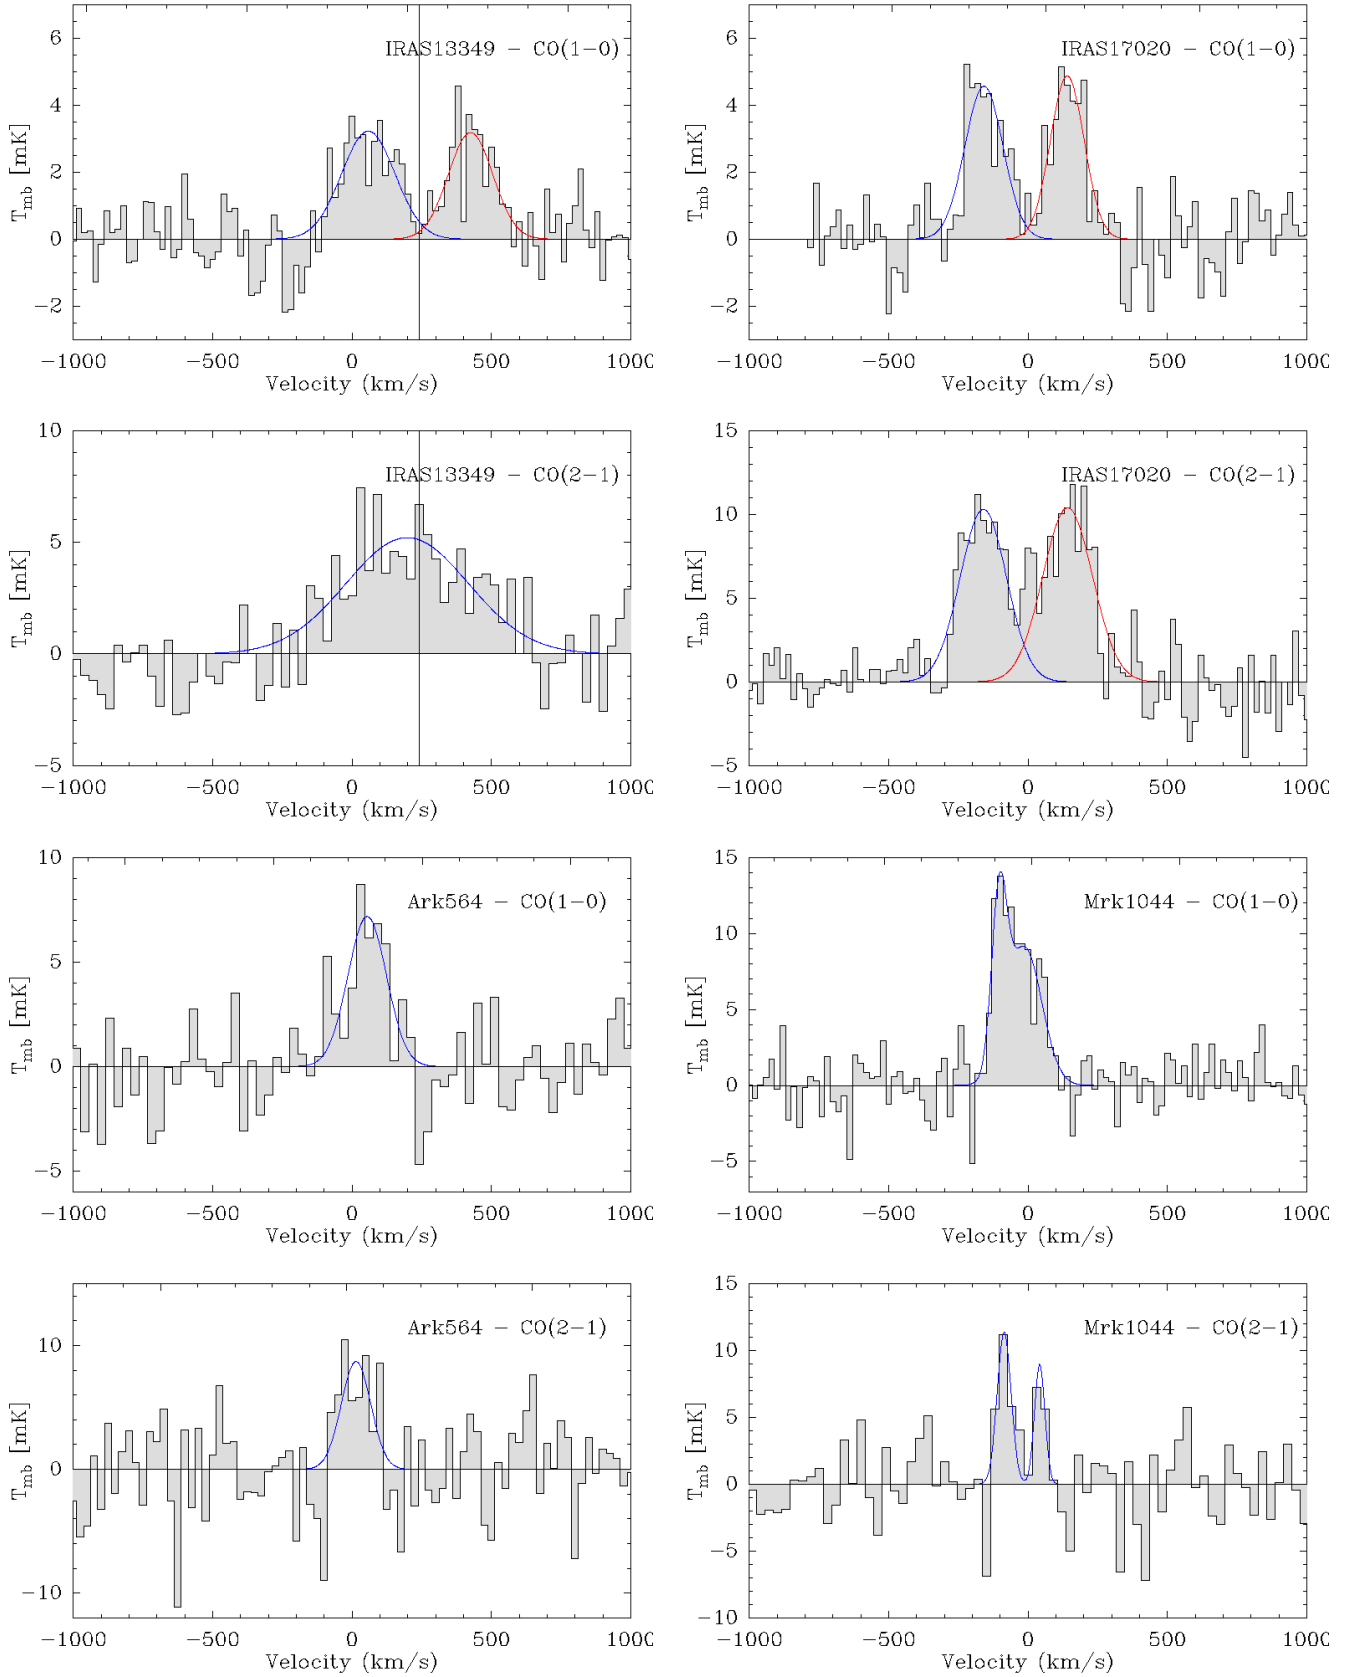 IRAS13349 − CO(1−0)
T_mb [mK]
6
4
2
0
−2
−1000 −500 0 500 1000
Velocity (km/s)
IRAS17020 − CO(1−0)
T_mb [mK]
6
4
2
0
−2
−1000 −500 0 500 1000
Velocity (km/s)
IRAS13349 − CO(2−1)
T_mb [mK]
10
5
0
−5
−1000 −500 0 500 1000
Velocity (km/s)
IRAS17020 − CO(2−1)
T_mb [mK]
15
10
5
0
−5
−1000 −500 0 500 1000
Velocity (km/s)
Ark564 − CO(1−0)
T_mb [mK]
10
5
0
−5
−1000 −500 0 500 1000
Velocity (km/s)
Mrk1044 − CO(1−0)
T_mb [mK]
15
10
5
0
−5
−1000 −500 0 500 1000
Velocity (km/s)
Ark564 − CO(2−1)
T_mb [mK]
10
0
−10
−1000 −500 0 500 1000
Velocity (km/s)
Mrk1044 − CO(2−1)
T_mb [mK]
15
10
5
0
−5
−10
−1000 −500 0 500 1000
Velocity (km/s)